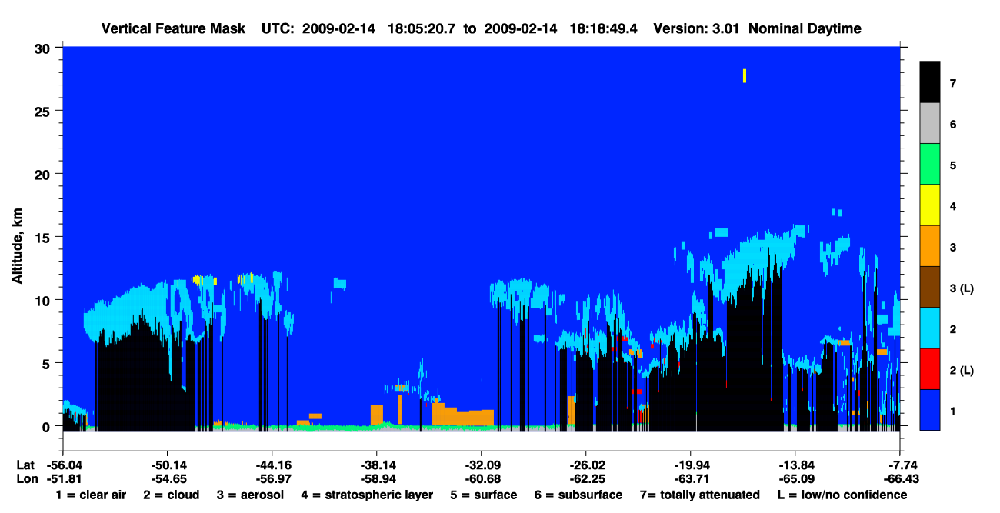 Vertical Feature Mask UTC: 2009-02-14 18:05:20.7 to 2009-02-14 18:18:49.4 Version: 3.01 Nominal Daytime
30
25
20
15
10
5
0
Altitude, km
7
6
5
4
3
3 (L)
2
2 (L)
1
Lat -56.04 -50.14 -44.16 -38.14 -32.09 -26.02 -19.94 -13.84 -7.74
Lon -51.81 -54.65 -56.97 -58.94 -60.68 -62.25 -63.71 -65.09 -66.43
1 = clear air 2 = cloud 3 = aerosol 4 = stratospheric layer 5 = surface 6 = subsurface 7= totally attenuated L = low/no confidence